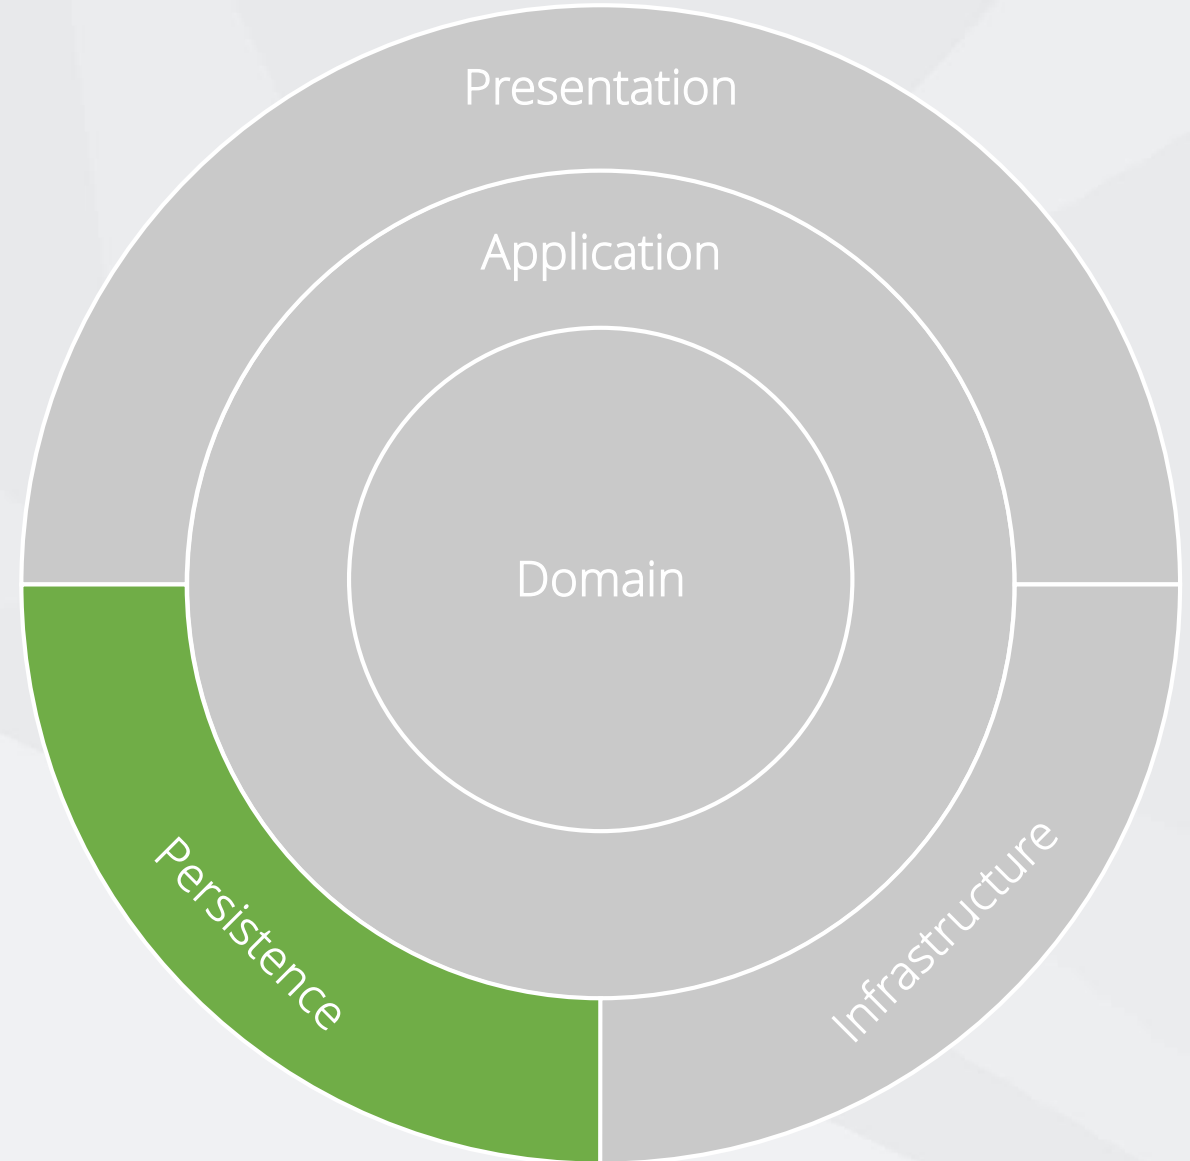 Presentation
Application
Domain
Persistence
Infrastructure